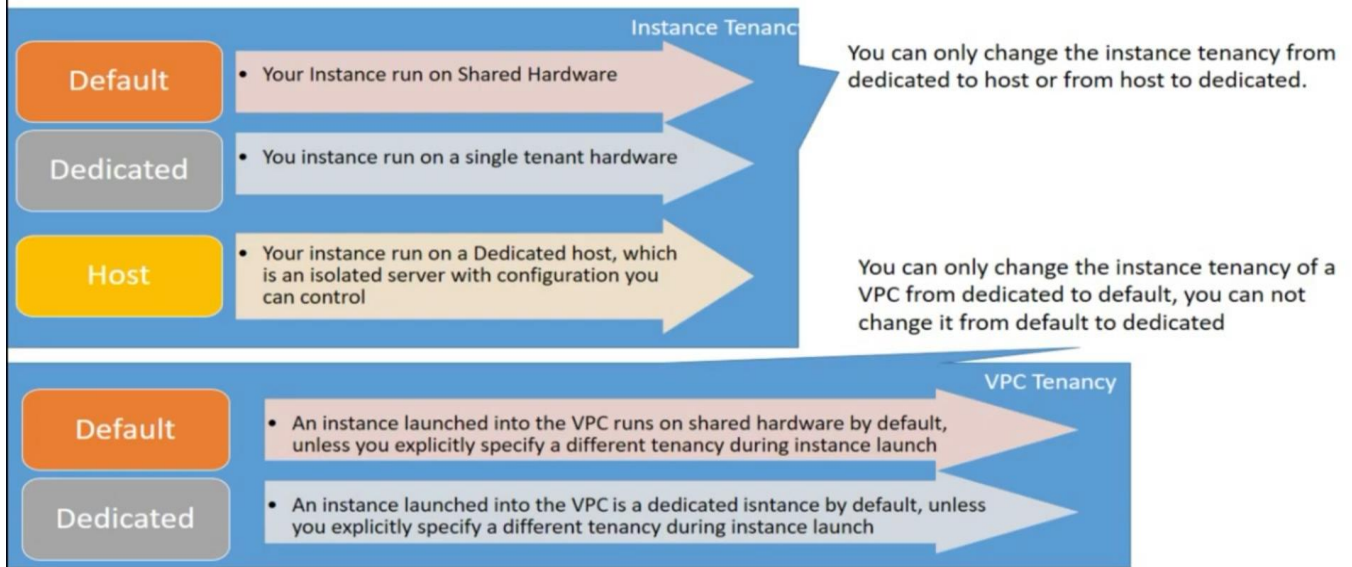 Instance Tenanc
Default
• Your Instance run on Shared Hardware
Dedicated
• You instance run on a single tenant hardware
Host
• Your instance run on a Dedicated host, which
is an isolated server with configuration you
can control
You can only change the instance tenancy from
dedicated to host or from host to dedicated.
You can only change the instance tenancy of a
VPC from dedicated to default, you can not
change it from default to dedicated
VPC Tenancy
Default
• An instance launched into the VPC runs on shared hardware by default,
unless you explicitly specify a different tenancy during instance launch
Dedicated
• An instance launched into the VPC is a dedicated isntance by default, unless
you explicitly specify a different tenancy during instance launch